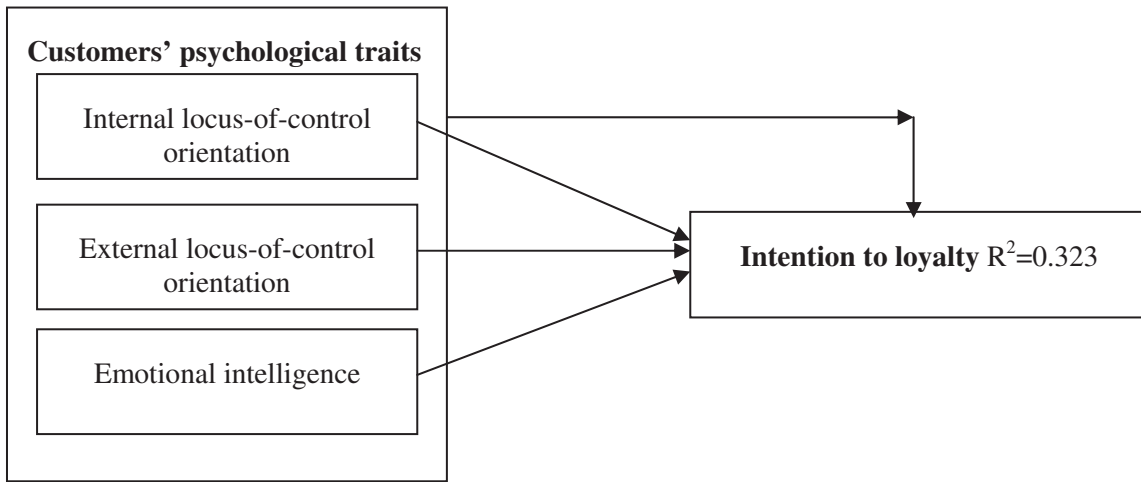 Customers’ psychological traits
Internal locus-of-control
orientation
External locus-of-control
orientation
Emotional intelligence
Intention to loyalty R²=0.323